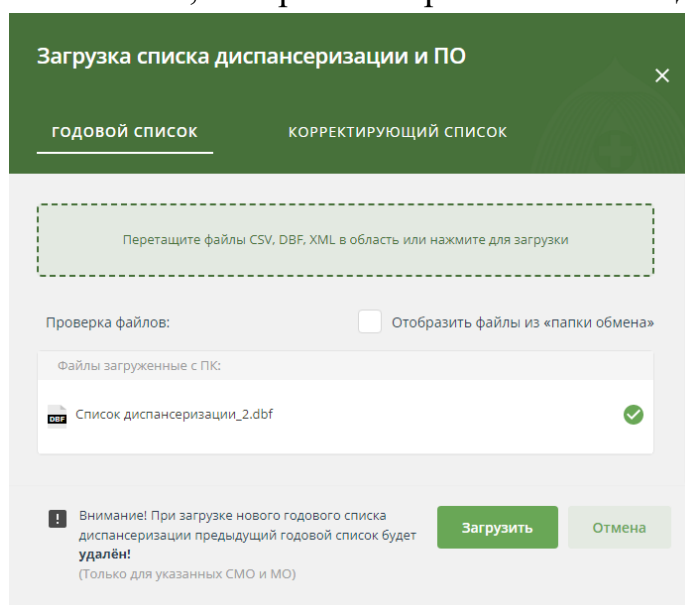 Загрузка списка диспансеризации и ПО
ГОДОВОЙ СПИСОК КОРРЕКТИРУЮЩИЙ СПИСОК
Перетащите файлы CSV, DBF, XML в область или нажмите для загрузки
Проверка файлов: Отобразить файлы из «папки обмена»
Файлы загруженные с ПК:
DBF Список диспансеризации_2.dbf
Внимание! При загрузке нового годового списка
диспансеризации предыдущий годовой список будет
удалён!
(Только для указанных СМО и МО)
Загрузить Отмена